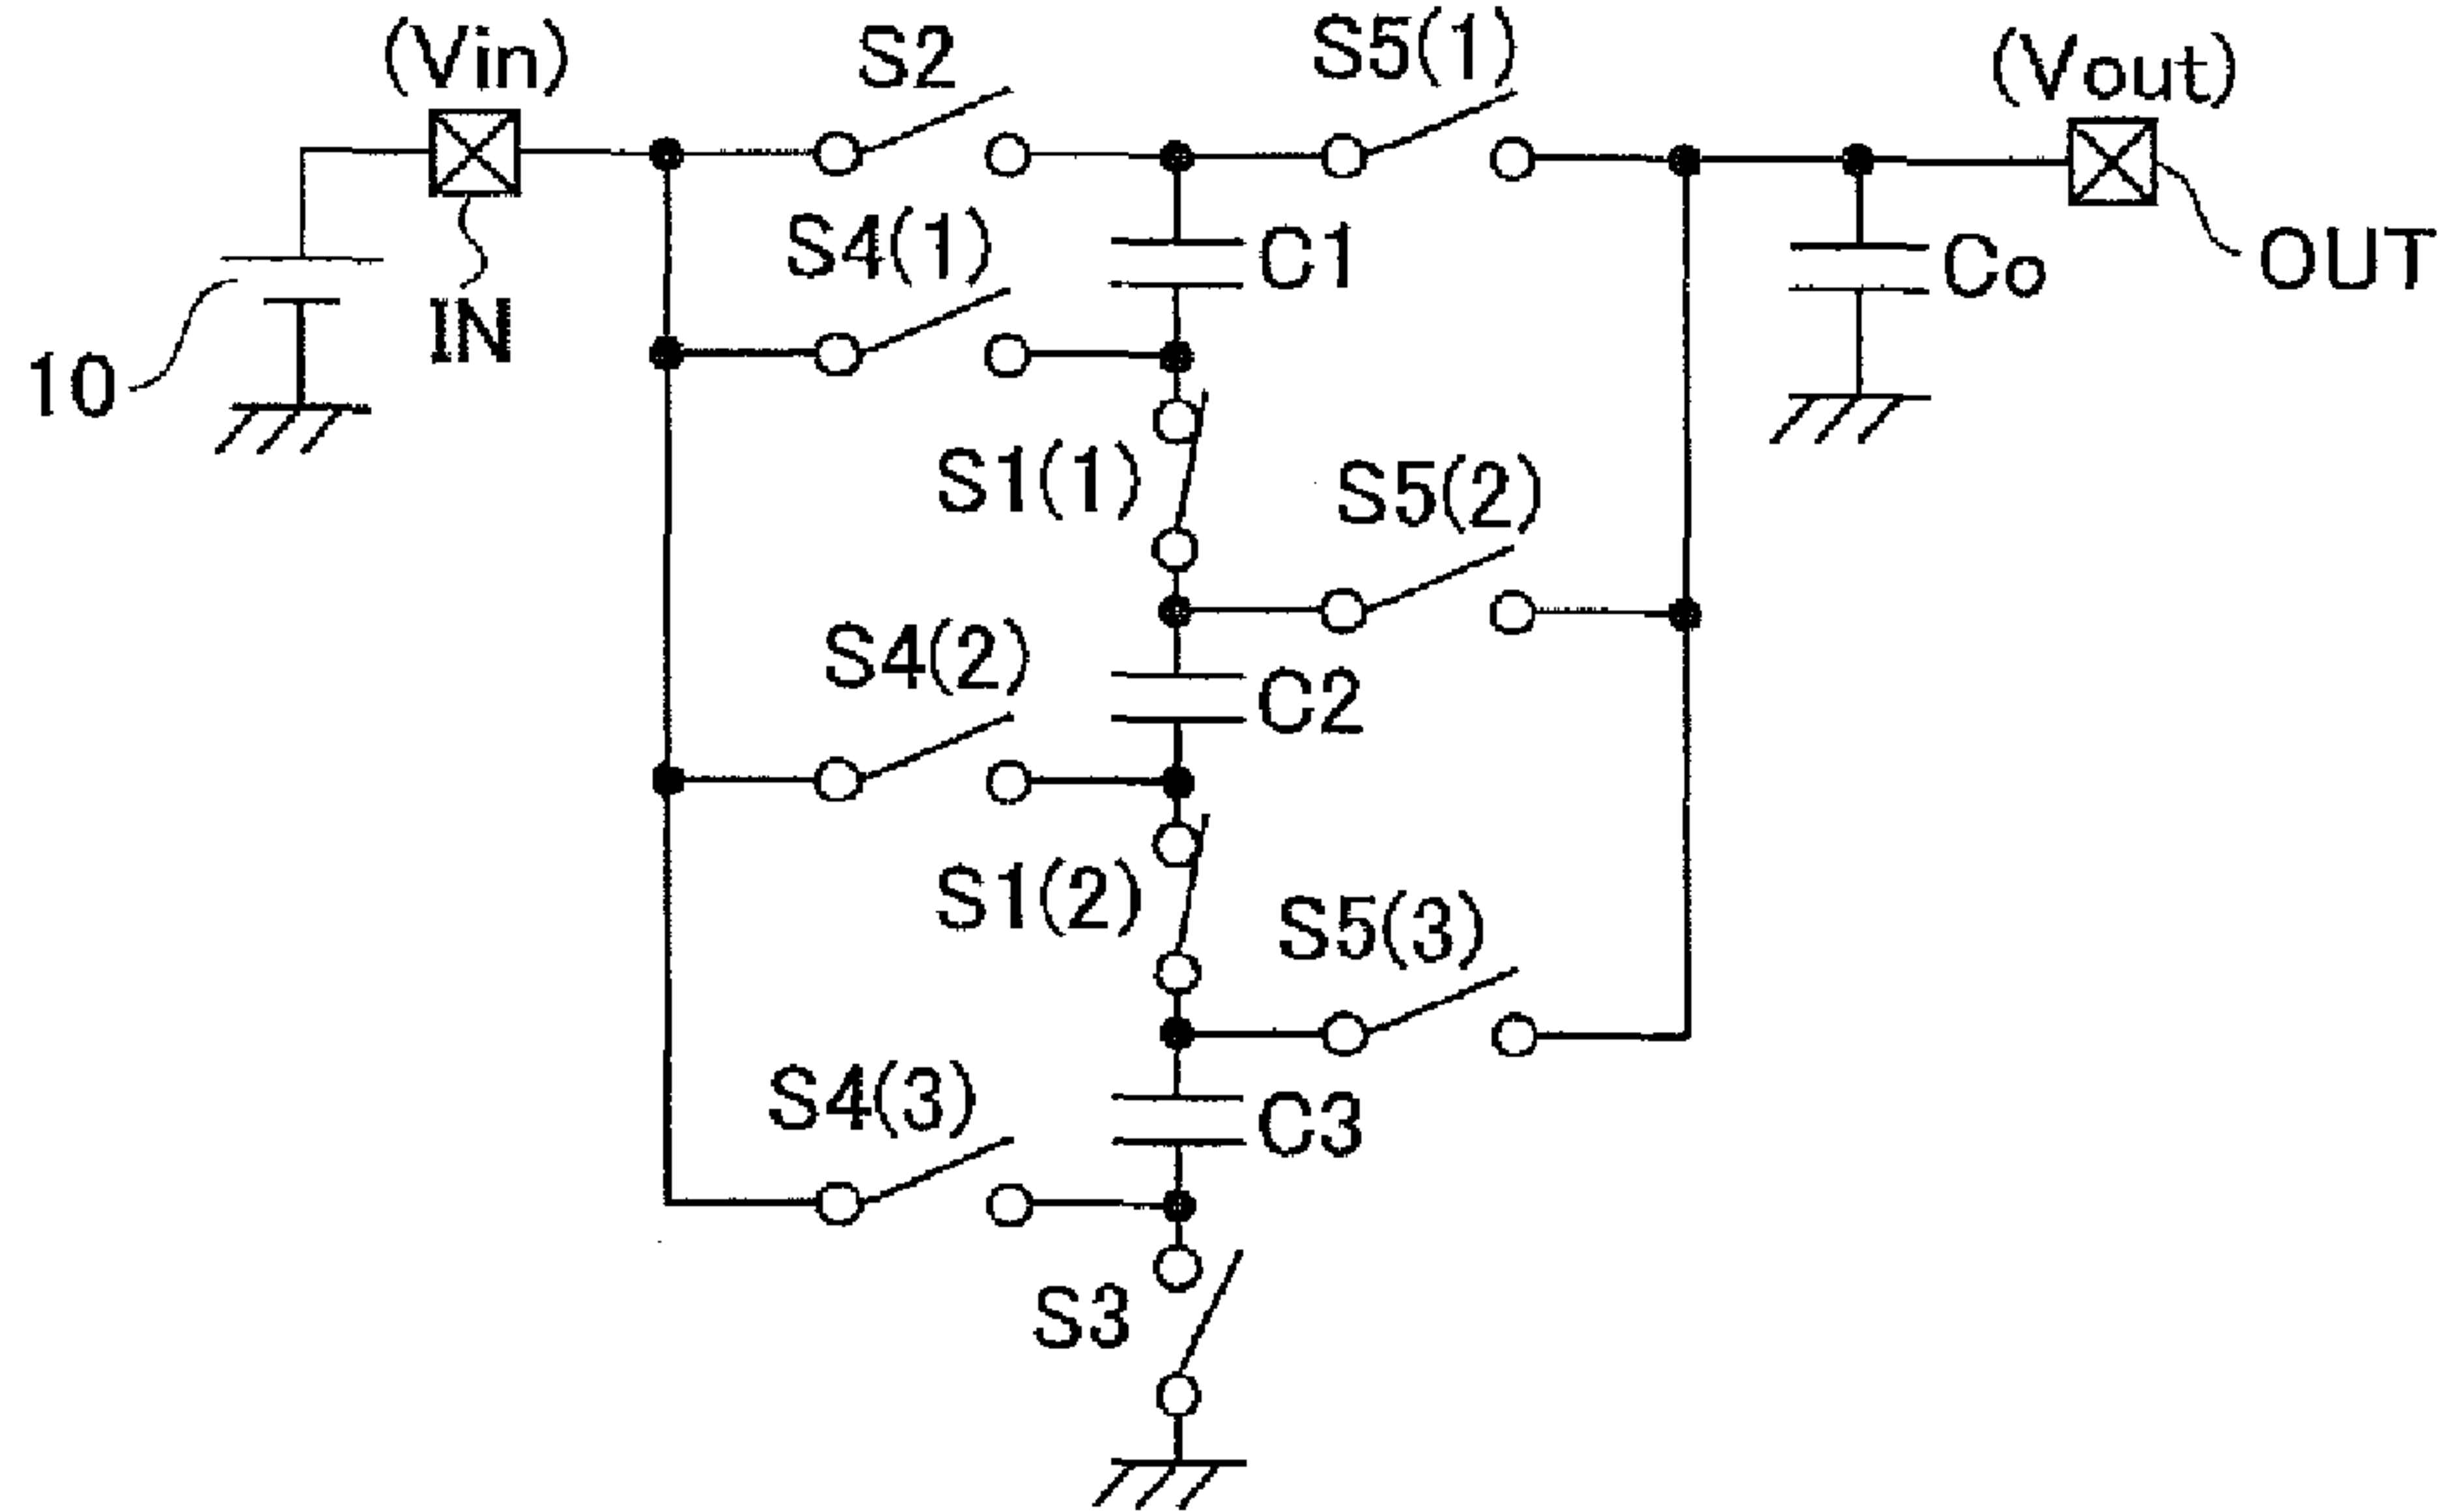 (Vin)
S2
S5(1)
(Vout)
S4(1)
C1
Co
OUT
10
IN
S1(1)
S5(2)
S4(2)
C2
S1(2)
S5(3)
S4(3)
C3
S3